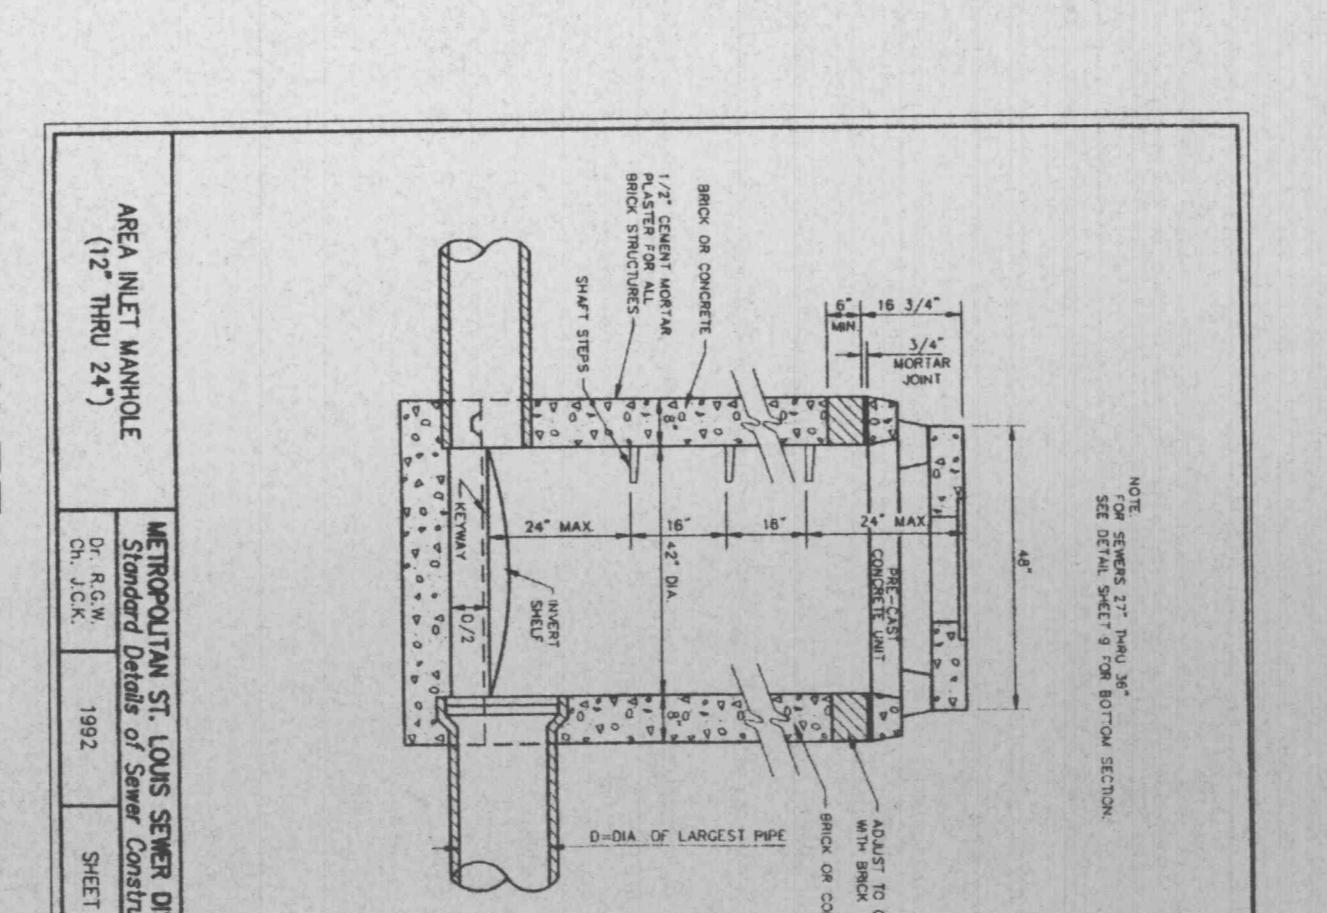 NOTE:
FOR SEWERS 27" THRU 36"
SEE DETAIL SHEET 9 FOR BOTTOM SECTION.
48"
6"
MIN
16 3/4"
3/4"
MORTAR
JOINT
BRICK OR CONCRETE
1/2" CEMENT MORTAR
PLASTER FOR ALL
BRICK STRUCTURES
SHAFT STEPS
8"
24" MAX.
16"
16"
24" MAX.
42" DIA.
PRE-CAST
CONCRETE UNIT
KEYWAY
D/2
INVERT
SHELF
8"
D=DIA. OF LARGEST PIPE
ADJUST TO
WITH BRICK
BRICK OR CO
AREA INLET MANHOLE
(12" THRU 24")
METROPOLITAN ST. LOUIS SEWER DI
Standard Details of Sewer Constru
Dr. R.G.W.
Ch. J.C.K.
1992
SHEET